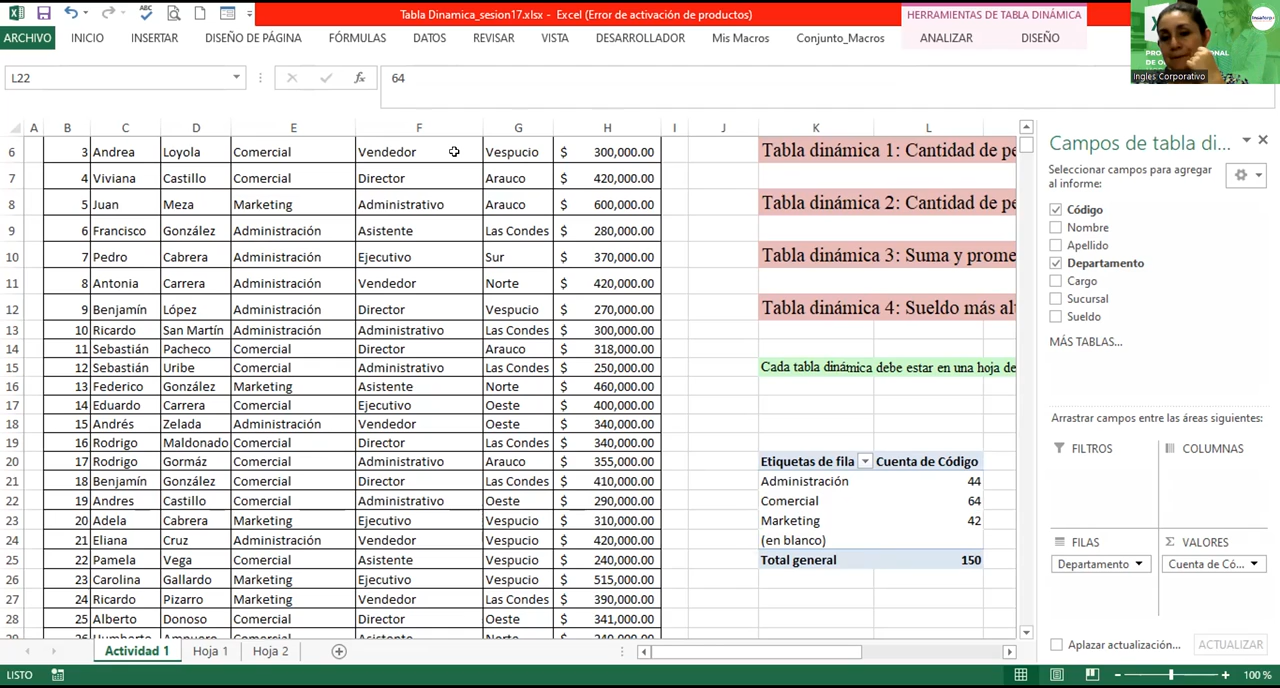 Tabla Dinamica_sesion17.xlsx - Excel (Error de activación de productos)
HERRAMIENTAS DE TABLA DINÁMICA
ARCHIVO INICIO INSERTAR DISEÑO DE PÁGINA FÓRMULAS DATOS REVISAR VISTA DESARROLLADOR Mis Macros Conjunto_Macros ANALIZAR DISEÑO
Ingles Corporativo
L22 fx 64
A B C D E F G H I J K L
6 3 Andrea Loyola Comercial Vendedor Vespucio $ 300,000.00 Tabla dinámica 1: Cantidad de pe
7 4 Viviana Castillo Comercial Director Arauco $ 420,000.00
8 5 Juan Meza Marketing Administrativo Arauco $ 600,000.00 Tabla dinámica 2: Cantidad de pe
9 6 Francisco González Administración Asistente Las Condes $ 280,000.00
10 7 Pedro Cabrera Administración Ejecutivo Sur $ 370,000.00 Tabla dinámica 3: Suma y prome
11 8 Antonia Carrera Administración Vendedor Norte $ 420,000.00
12 9 Benjamín López Administración Director Vespucio $ 270,000.00 Tabla dinámica 4: Sueldo más al
13 10 Ricardo San Martín Administración Administrativo Las Condes $ 300,000.00
14 11 Sebastián Pacheco Comercial Director Arauco $ 318,000.00
15 12 Sebastián Uribe Comercial Administrativo Las Condes $ 250,000.00 Cada tabla dinámica debe estar en una hoja de
16 13 Federico González Marketing Asistente Norte $ 460,000.00
17 14 Eduardo Carrera Comercial Ejecutivo Oeste $ 400,000.00
18 15 Andrés Zelada Administración Vendedor Oeste $ 340,000.00
19 16 Rodrigo Maldonado Comercial Director Las Condes $ 340,000.00
20 17 Rodrigo Gormáz Comercial Administrativo Arauco $ 355,000.00 Etiquetas de fila Cuenta de Código
21 18 Benjamín González Comercial Director Las Condes $ 410,000.00 Administración 44
22 19 Andres Castillo Comercial Administrativo Oeste $ 290,000.00 Comercial 64
23 20 Adela Cabrera Marketing Ejecutivo Vespucio $ 310,000.00 Marketing 42
24 21 Eliana Cruz Administración Vendedor Vespucio $ 420,000.00 (en blanco)
25 22 Pamela Vega Comercial Asistente Vespucio $ 240,000.00 Total general 150
26 23 Carolina Gallardo Marketing Ejecutivo Vespucio $ 515,000.00
27 24 Ricardo Pizarro Marketing Vendedor Las Condes $ 390,000.00
28 25 Alberto Donoso Comercial Director Oeste $ 341,000.00
Campos de tabla di...
Seleccionar campos para agregar
al informe:
Código
Nombre
Apellido
Departamento
Cargo
Sucursal
Sueldo
MÁS TABLAS...
Arrastrar campos entre las áreas siguientes:
FILTROS COLUMNAS
FILAS Σ VALORES
Departamento Cuenta de Có...
Aplazar actualización... ACTUALIZAR
Actividad 1 Hoja 1 Hoja 2
LISTO 100 %